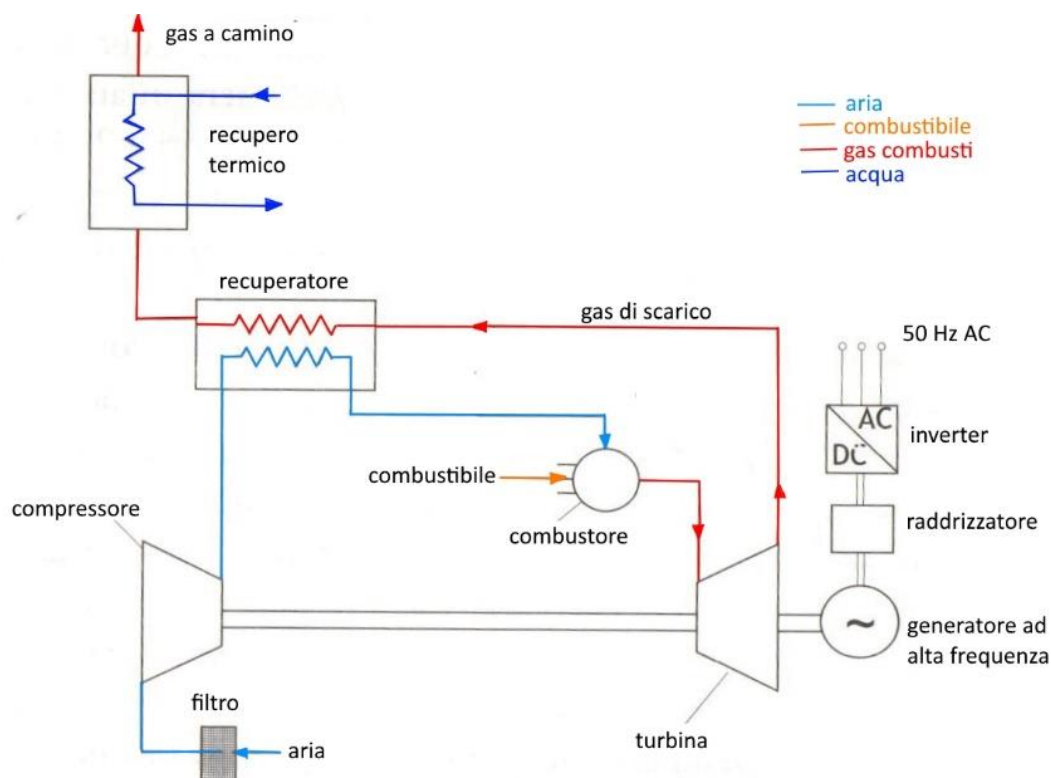 gas a camino
recupero
termico
aria
combustibile
gas combusti
acqua
recuperatore
gas di scarico
50 Hz AC
AC
DC
inverter
combustibile
compressore
combustore
raddrizzatore
~
generatore ad
alta frequenza
filtro
aria
turbina